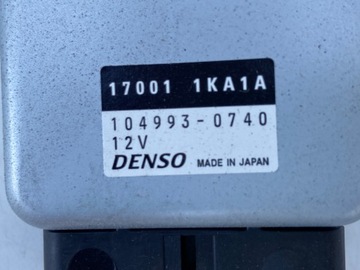 17001 1KA1A
104993-0740
12V
DENSO MADE IN JAPAN